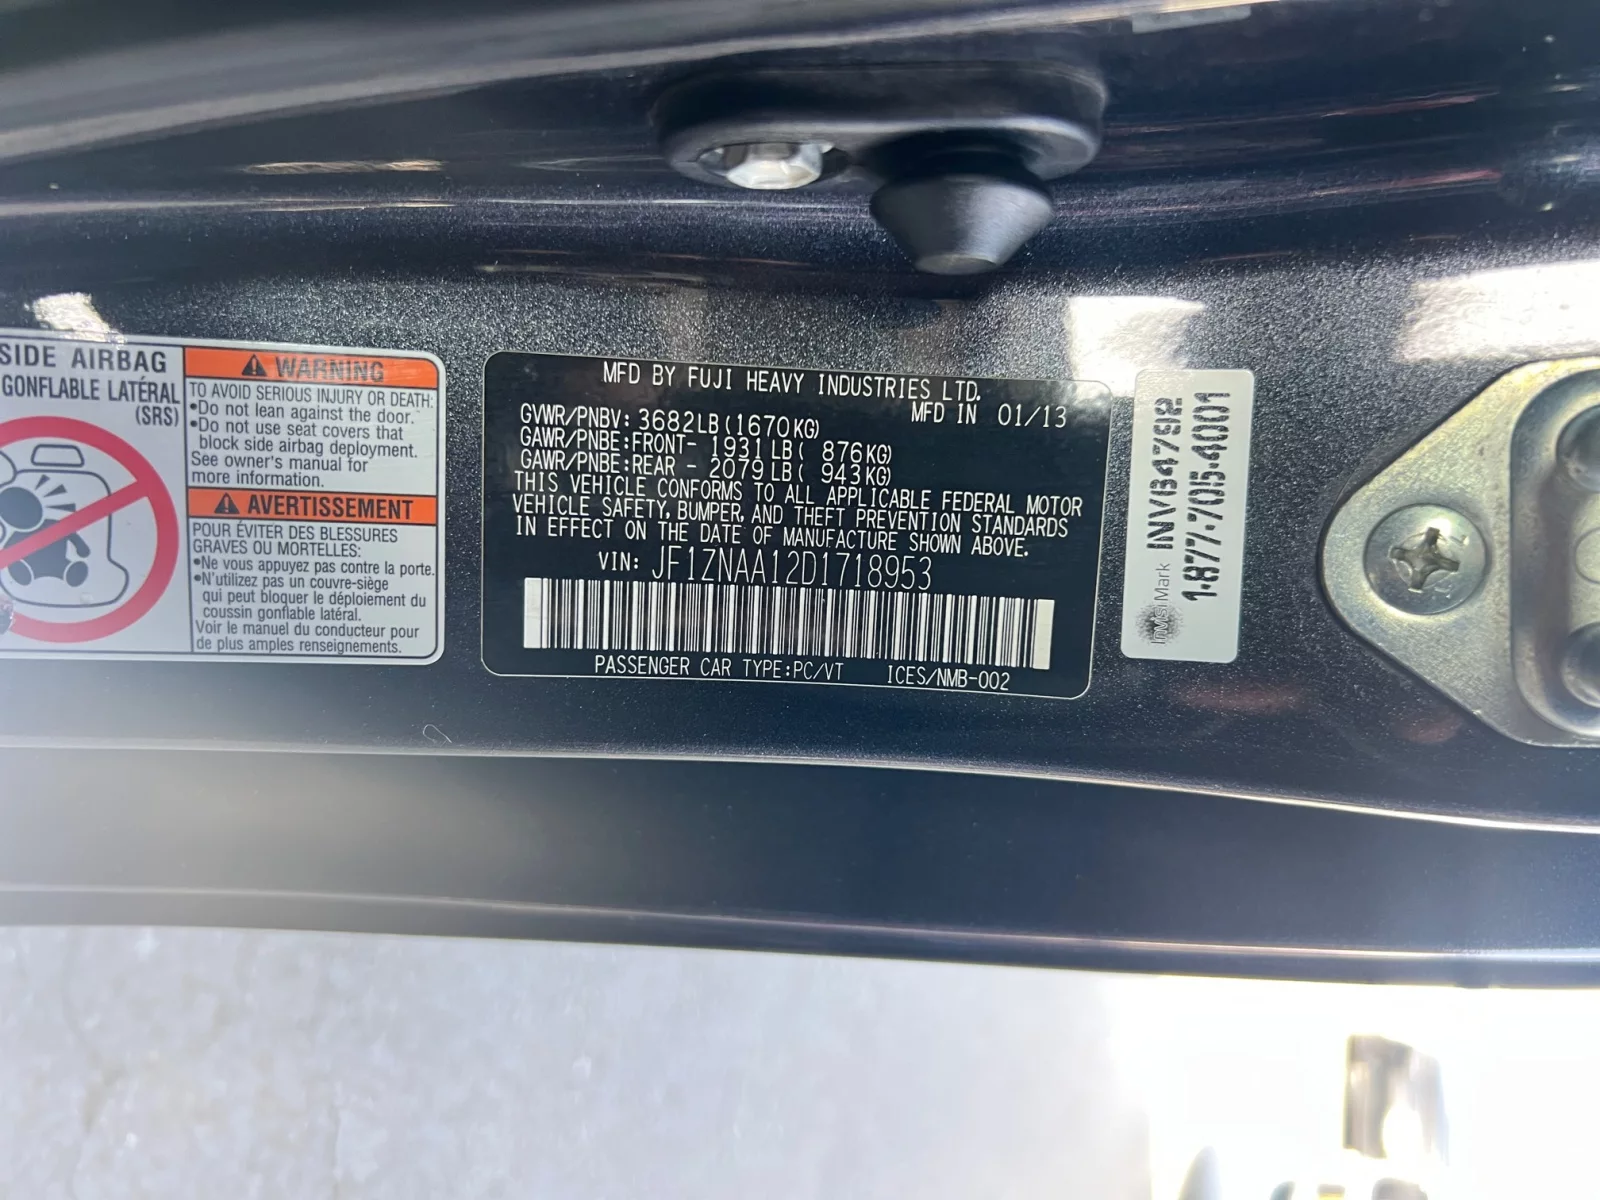 SIDE AIRBAG
GONFLABLE LATÉRAL
(SRS)
WARNING
TO AVOID SERIOUS INJURY OR DEATH:
•Do not lean against the door.
•Do not use seat covers that
block side airbag deployment.
See owner's manual for
more information.
AVERTISSEMENT
POUR ÉVITER DES BLESSURES
GRAVES OU MORTELLES:
•Ne vous appuyez pas contre la porte.
•N'utilizez pas un couvre-siège
qui peut bloquer le déploiement du
coussin gonflable latéral.
Voir le manuel du conducteur pour
de plus amples renseignements.
MFD BY FUJI HEAVY INDUSTRIES LTD.
MFD IN 01/13
GVWR/PNBV: 3682LB(1670KG)
GAWR/PNBE:FRONT- 1931LB( 876KG)
GAWR/PNBE:REAR - 2079LB( 943KG)
THIS VEHICLE CONFORMS TO ALL APPLICABLE FEDERAL MOTOR
VEHICLE SAFETY, BUMPER, AND THEFT PREVENTION STANDARDS
IN EFFECT ON THE DATE OF MANUFACTURE SHOWN ABOVE.
VIN: JF1ZNAA12D1718953
PASSENGER CAR TYPE:PC/VT ICES/NMB-002
InvisiMark INVB47912
1-877-705-4001